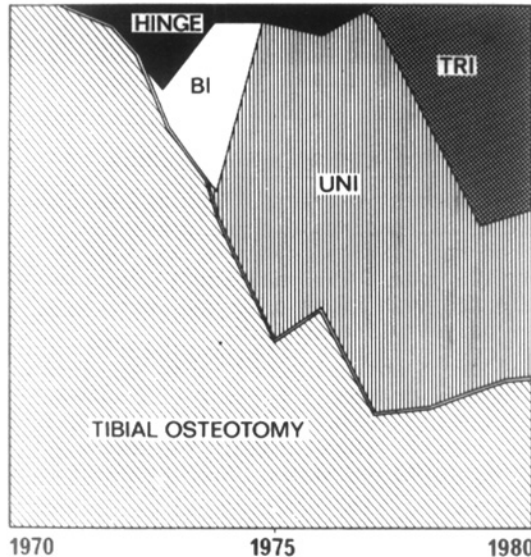 HINGE
BI
TRI
UNI
TIBIAL OSTEOTOMY
1970 1975 1980